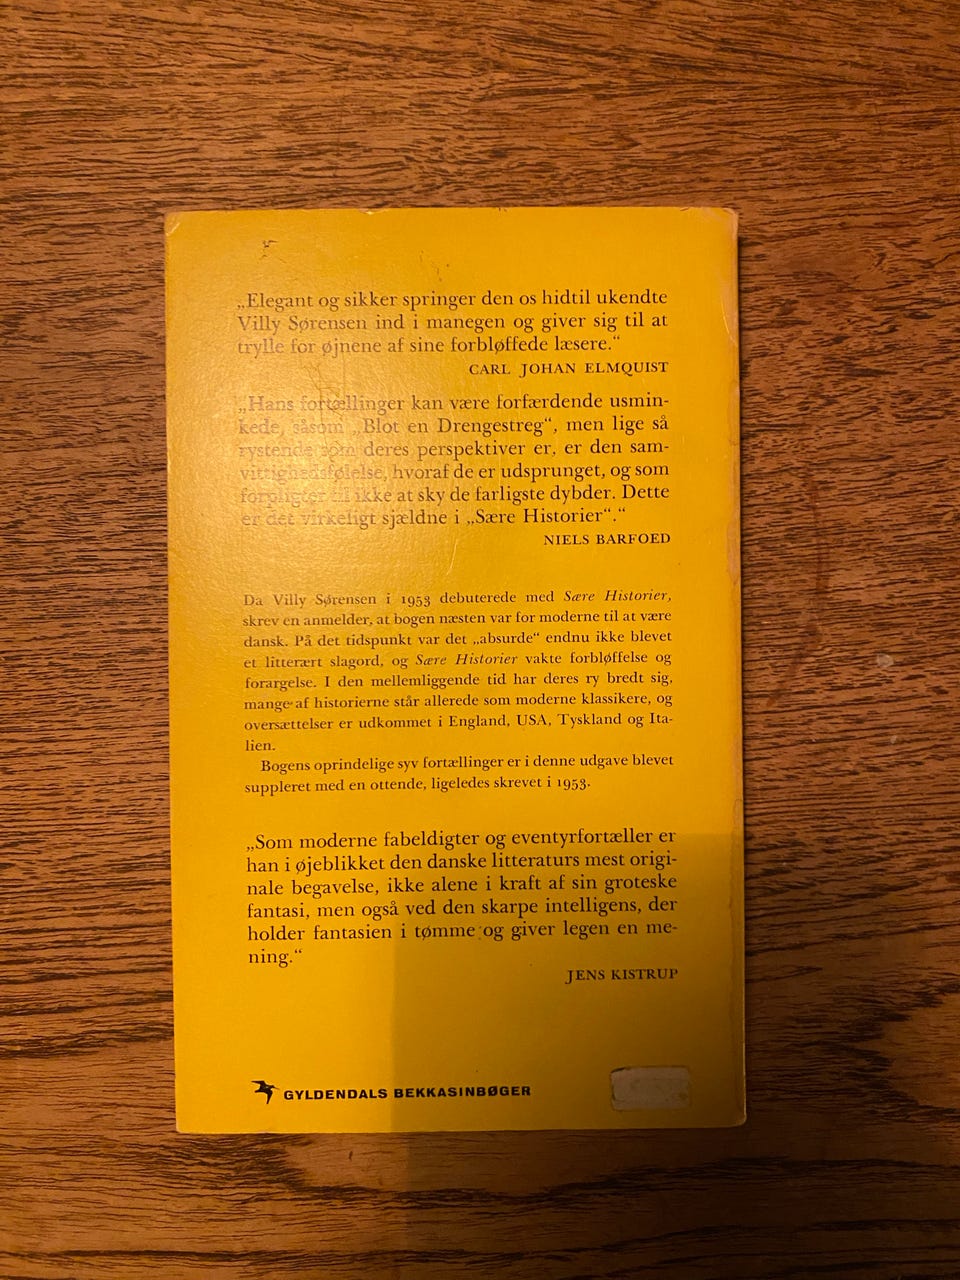 „Elegant og sikker springer den os hidtil ukendte
Villy Sørensen ind i manegen og giver sig til at
trylle for øjnene af sine forbløffede læsere.“
CARL JOHAN ELMQUIST
„Hans fortællinger kan være forfærdende usmin-
kede, såsom „Blot en Drengestreg“, men lige så
rystende som deres perspektiver er, er den sam-
vittighedsfølelse, hvoraf de er udsprunget, og som
forpligter til ikke at sky de farligste dybder. Dette
er det virkeligt sjældne i „Sære Historier“.“
NIELS BARFOED
Da Villy Sørensen i 1953 debuterede med Sære Historier,
skrev en anmelder, at bogen næsten var for moderne til at være
dansk. På det tidspunkt var det „absurde“ endnu ikke blevet
et litterært slagord, og Sære Historier vakte forbløffelse og
forargelse. I den mellemliggende tid har deres ry bredt sig,
mange af historierne står allerede som moderne klassikere, og
oversættelser er udkommet i England, USA, Tyskland og Ita-
lien.
Bogens oprindelige syv fortællinger er i denne udgave blevet
suppleret med en ottende, ligeledes skrevet i 1953.
„Som moderne fabeldigter og eventyrfortæller er
han i øjeblikket den danske litteraturs mest origi-
nale begavelse, ikke alene i kraft af sin groteske
fantasi, men også ved den skarpe intelligens, der
holder fantasien i tømme og giver legen en me-
ning.“
JENS KISTRUP
GYLDENDALS BEKKASINBØGER